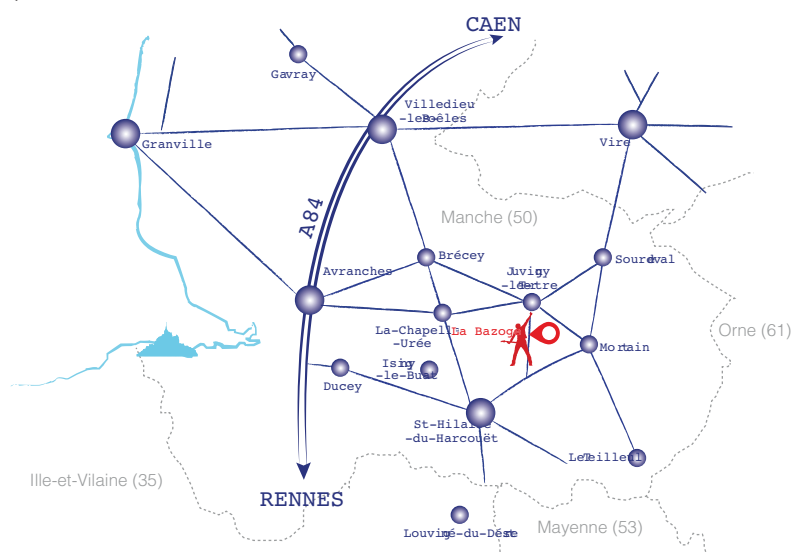 CAEN
Gavray
Villedieu
-les-Poêles
Granville
Vire
A84
Manche (50)
Brécey
Sourdeval
Avranches
Juvigny
-le-Tertre
La-Chapelle
-Urée
La Bazoge
Orne (61)
Mortain
Isigny
-le-Buat
Ducey
St-Hilaire
-du-Harcouët
Le Teilleul
Ille-et-Vilaine (35)
RENNES
Louvigné-du-Désert
Mayenne (53)